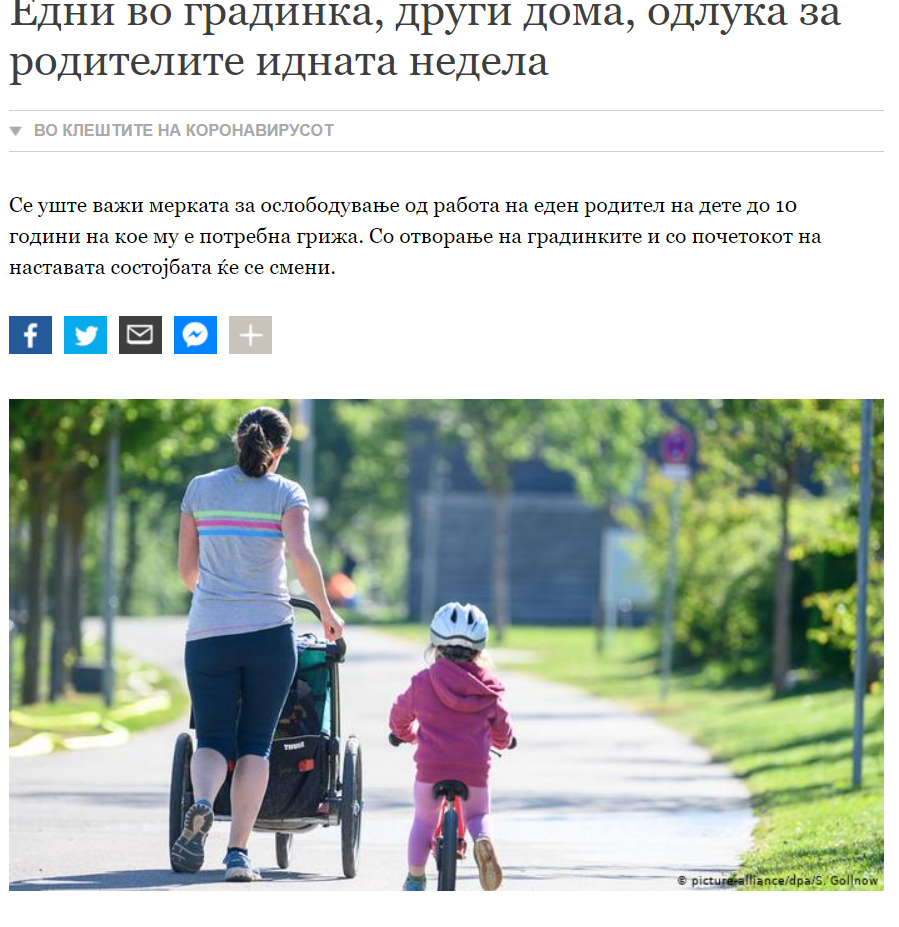 Едни во градинка, други дома, одлука за
родителите идната недела
ВО КЛЕШТИТЕ НА КОРОНАВИРУСОТ
Се уште важи мерката за ослободување од работа на еден родител на дете до 10
години на кое му е потребна грижа. Со отворање на градинките и со почетокот на
наставата состојбата ќе се смени.
THULE
© picture-alliance/dpa/S. Gollnow